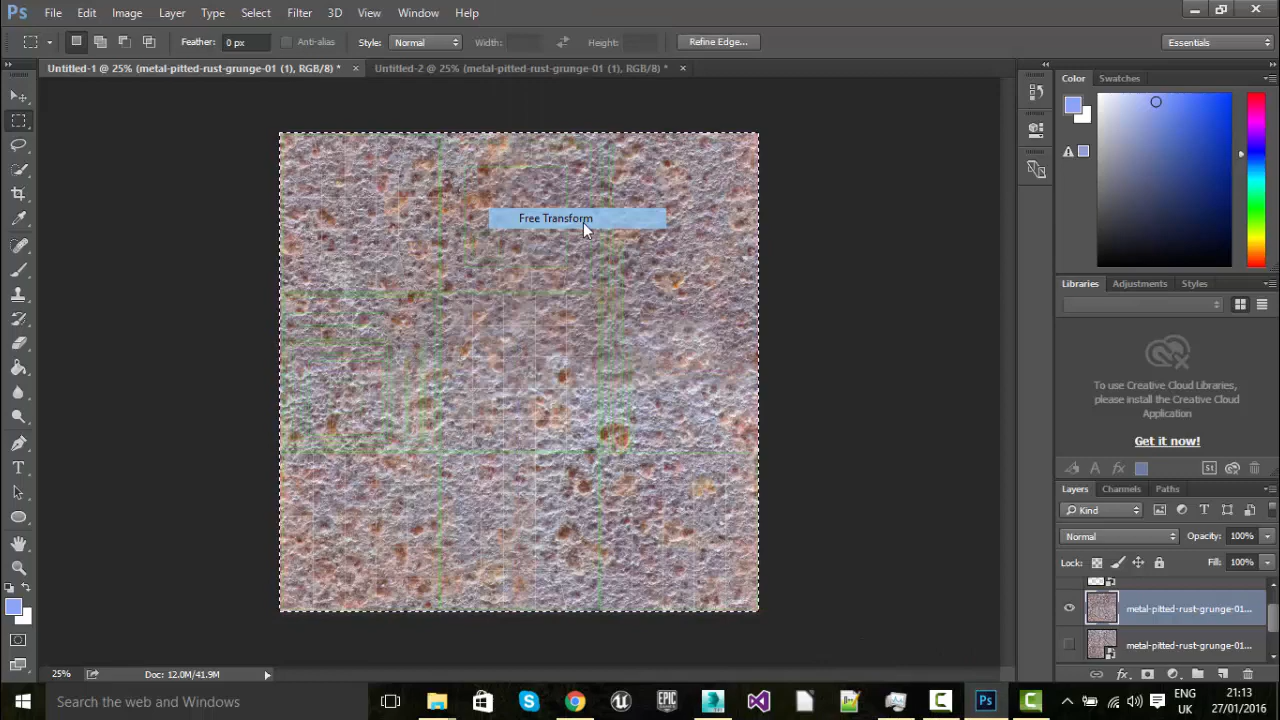 Ps File Edit Image Layer Type Select Filter 3D View Window Help
Feather: 0 px Anti-alias Style: Normal Width: Height: Refine Edge... Essentials
Untitled-1 @ 25% (metal-pitted-rust-grunge-01 (1), RGB/8) * × Untitled-2 @ 25% (metal-pitted-rust-grunge-01 (1), RGB/8) * ×
Color Swatches
Free Transform
Libraries Adjustments Styles
To use Creative Cloud Libraries,
please install the Creative Cloud
Application
Get it now!
Layers Channels Paths
Kind
Normal Opacity: 100%
Lock: Fill: 100%
metal-pitted-rust-grunge-01...
metal-pitted-rust-grunge-01...
25% Doc: 12.0M/41.9M
Search the web and Windows
ENG 21:13
UK 27/01/2016